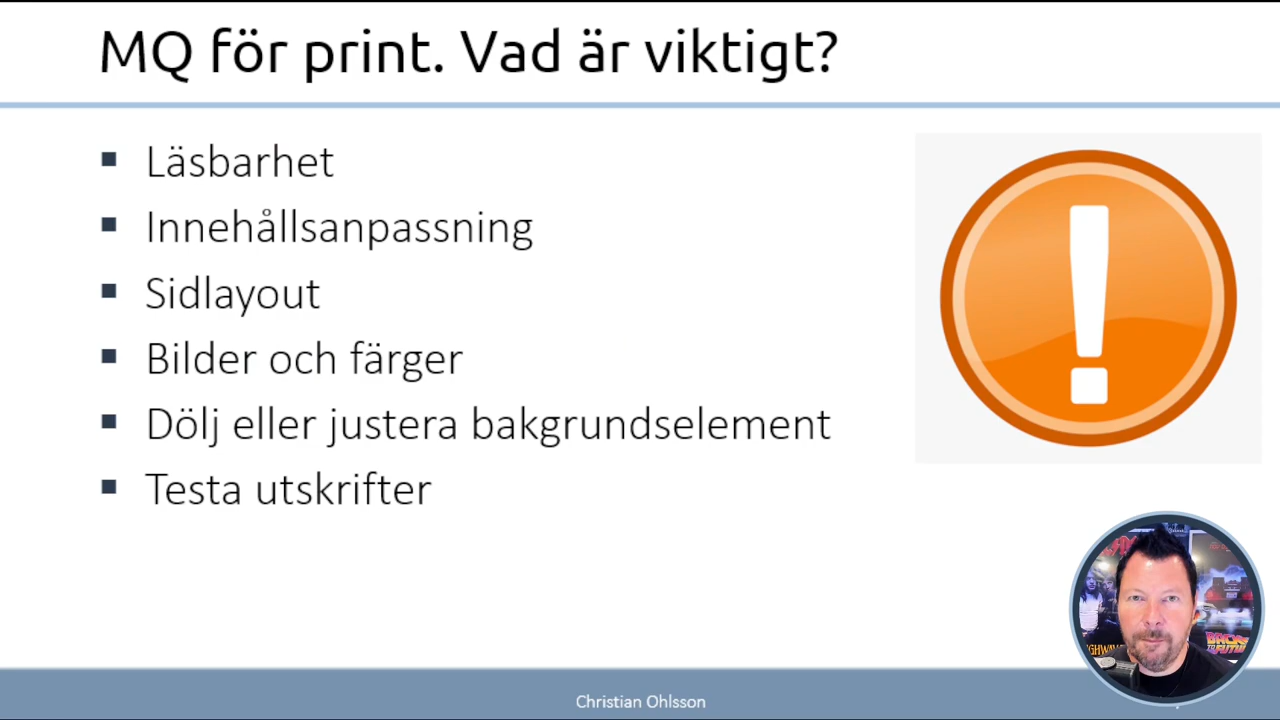 MQ för print. Vad är viktigt?
Läsbarhet
Innehållsanpassning
Sidlayout
Bilder och färger
Dölj eller justera bakgrundselement
Testa utskrifter
Christian Ohlsson